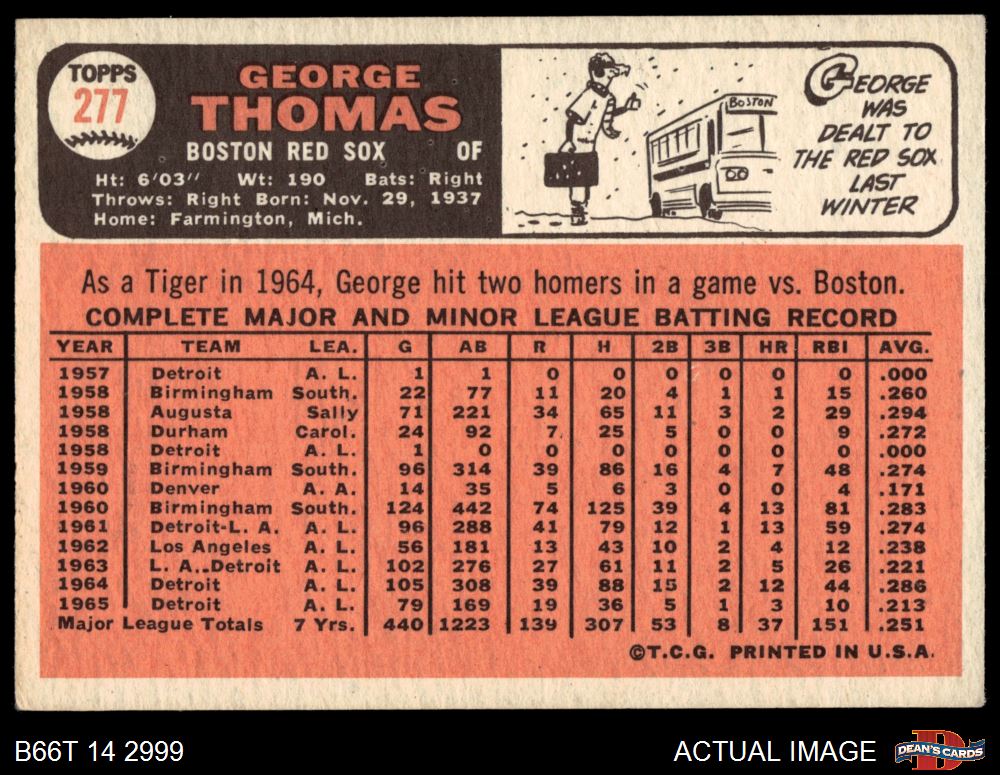 TOPPS
277
GEORGE
THOMAS
BOSTON RED SOX OF
Ht: 6'03" Wt: 190 Bats: Right
Throws: Right Born: Nov. 29, 1937
Home: Farmington, Mich.
BOSTON
GEORGE
WAS
DEALT TO
THE RED SOX
LAST
WINTER
As a Tiger in 1964, George hit two homers in a game vs. Boston.
COMPLETE MAJOR AND MINOR LEAGUE BATTING RECORD
YEAR TEAM LEA. G AB R H 2B 3B HR RBI AVG.
1957 Detroit A. L. 1 1 0 0 0 0 0 0 .000
1958 Birmingham South. 22 77 11 20 4 1 1 15 .260
1958 Augusta Sally 71 221 34 65 11 3 2 29 .294
1958 Durham Carol. 24 92 7 25 5 0 0 9 .272
1958 Detroit A. L. 1 0 0 0 0 0 0 0 .000
1959 Birmingham South. 96 314 39 86 16 4 7 48 .274
1960 Denver A. A. 14 35 5 6 3 0 0 4 .171
1960 Birmingham South. 124 442 74 125 39 4 13 81 .283
1961 Detroit-L. A. A. L. 96 288 41 79 12 1 13 59 .274
1962 Los Angeles A. L. 56 181 13 43 10 2 4 12 .238
1963 L. A..Detroit A. L. 102 276 27 61 11 2 5 26 .221
1964 Detroit A. L. 105 308 39 88 15 2 12 44 .286
1965 Detroit A. L. 79 169 19 36 5 1 3 10 .213
Major League Totals 7 Yrs. 440 1223 139 307 53 8 37 151 .251
©T.C.G. PRINTED IN U.S.A.
B66T 14 2999 ACTUAL IMAGE DEAN'S CARDS